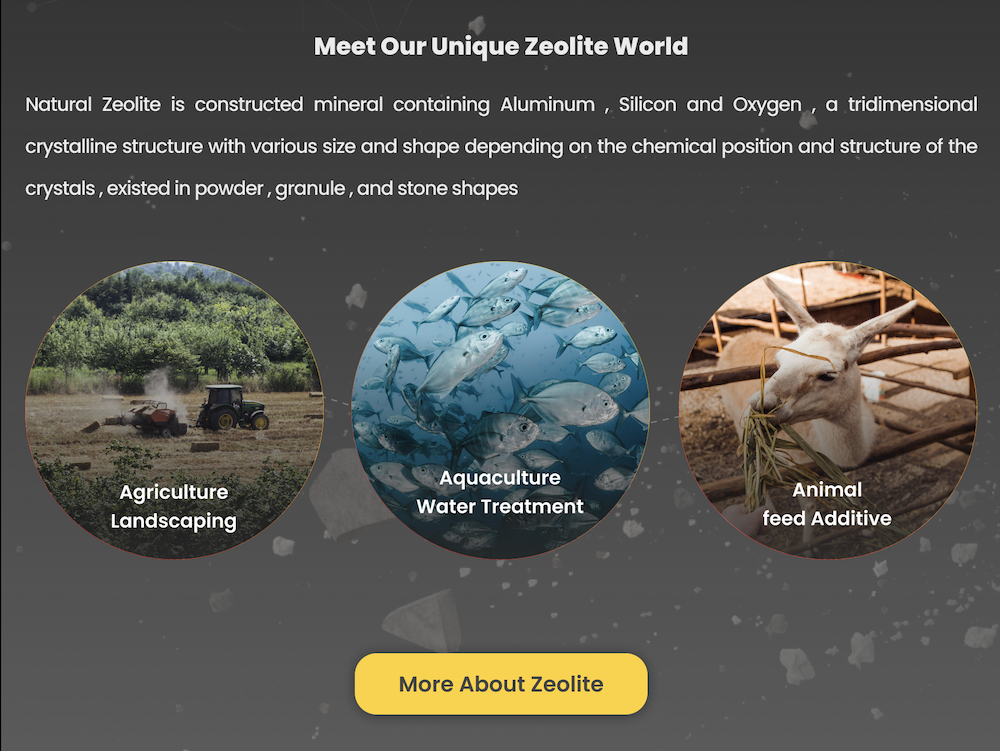 Meet Our Unique Zeolite World
Natural Zeolite is constructed mineral containing Aluminum , Silicon and Oxygen , a tridimensional
crystalline structure with various size and shape depending on the chemical position and structure of the
crystals , existed in powder , granule , and stone shapes
Agriculture
Landscaping
Aquaculture
Water Treatment
Animal
feed Additive
More About Zeolite